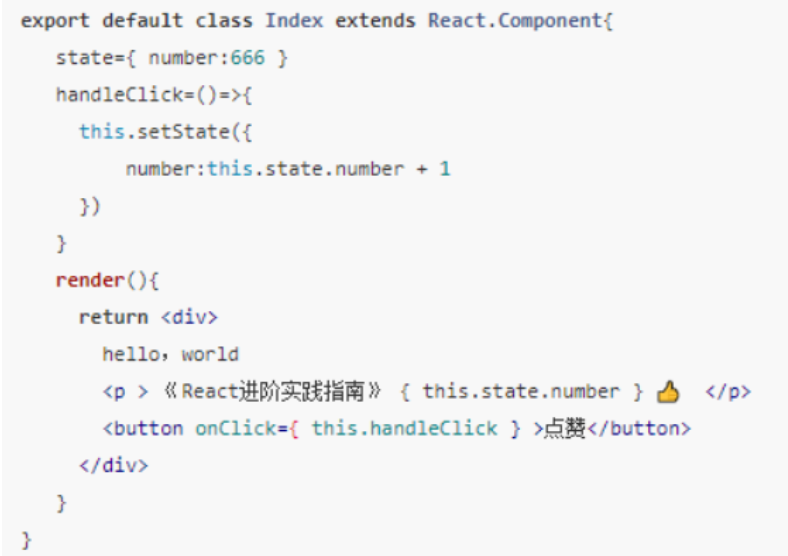 export default class Index extends React.Component{
state={ number:666 }
handleClick=()=>{
this.setState({
number:this.state.number + 1
})
}
render(){
return <div>
hello，world
<p > 《React进阶实践指南》 { this.state.number } 👍 </p>
<button onClick={ this.handleClick } >点赞</button>
</div>
}
}